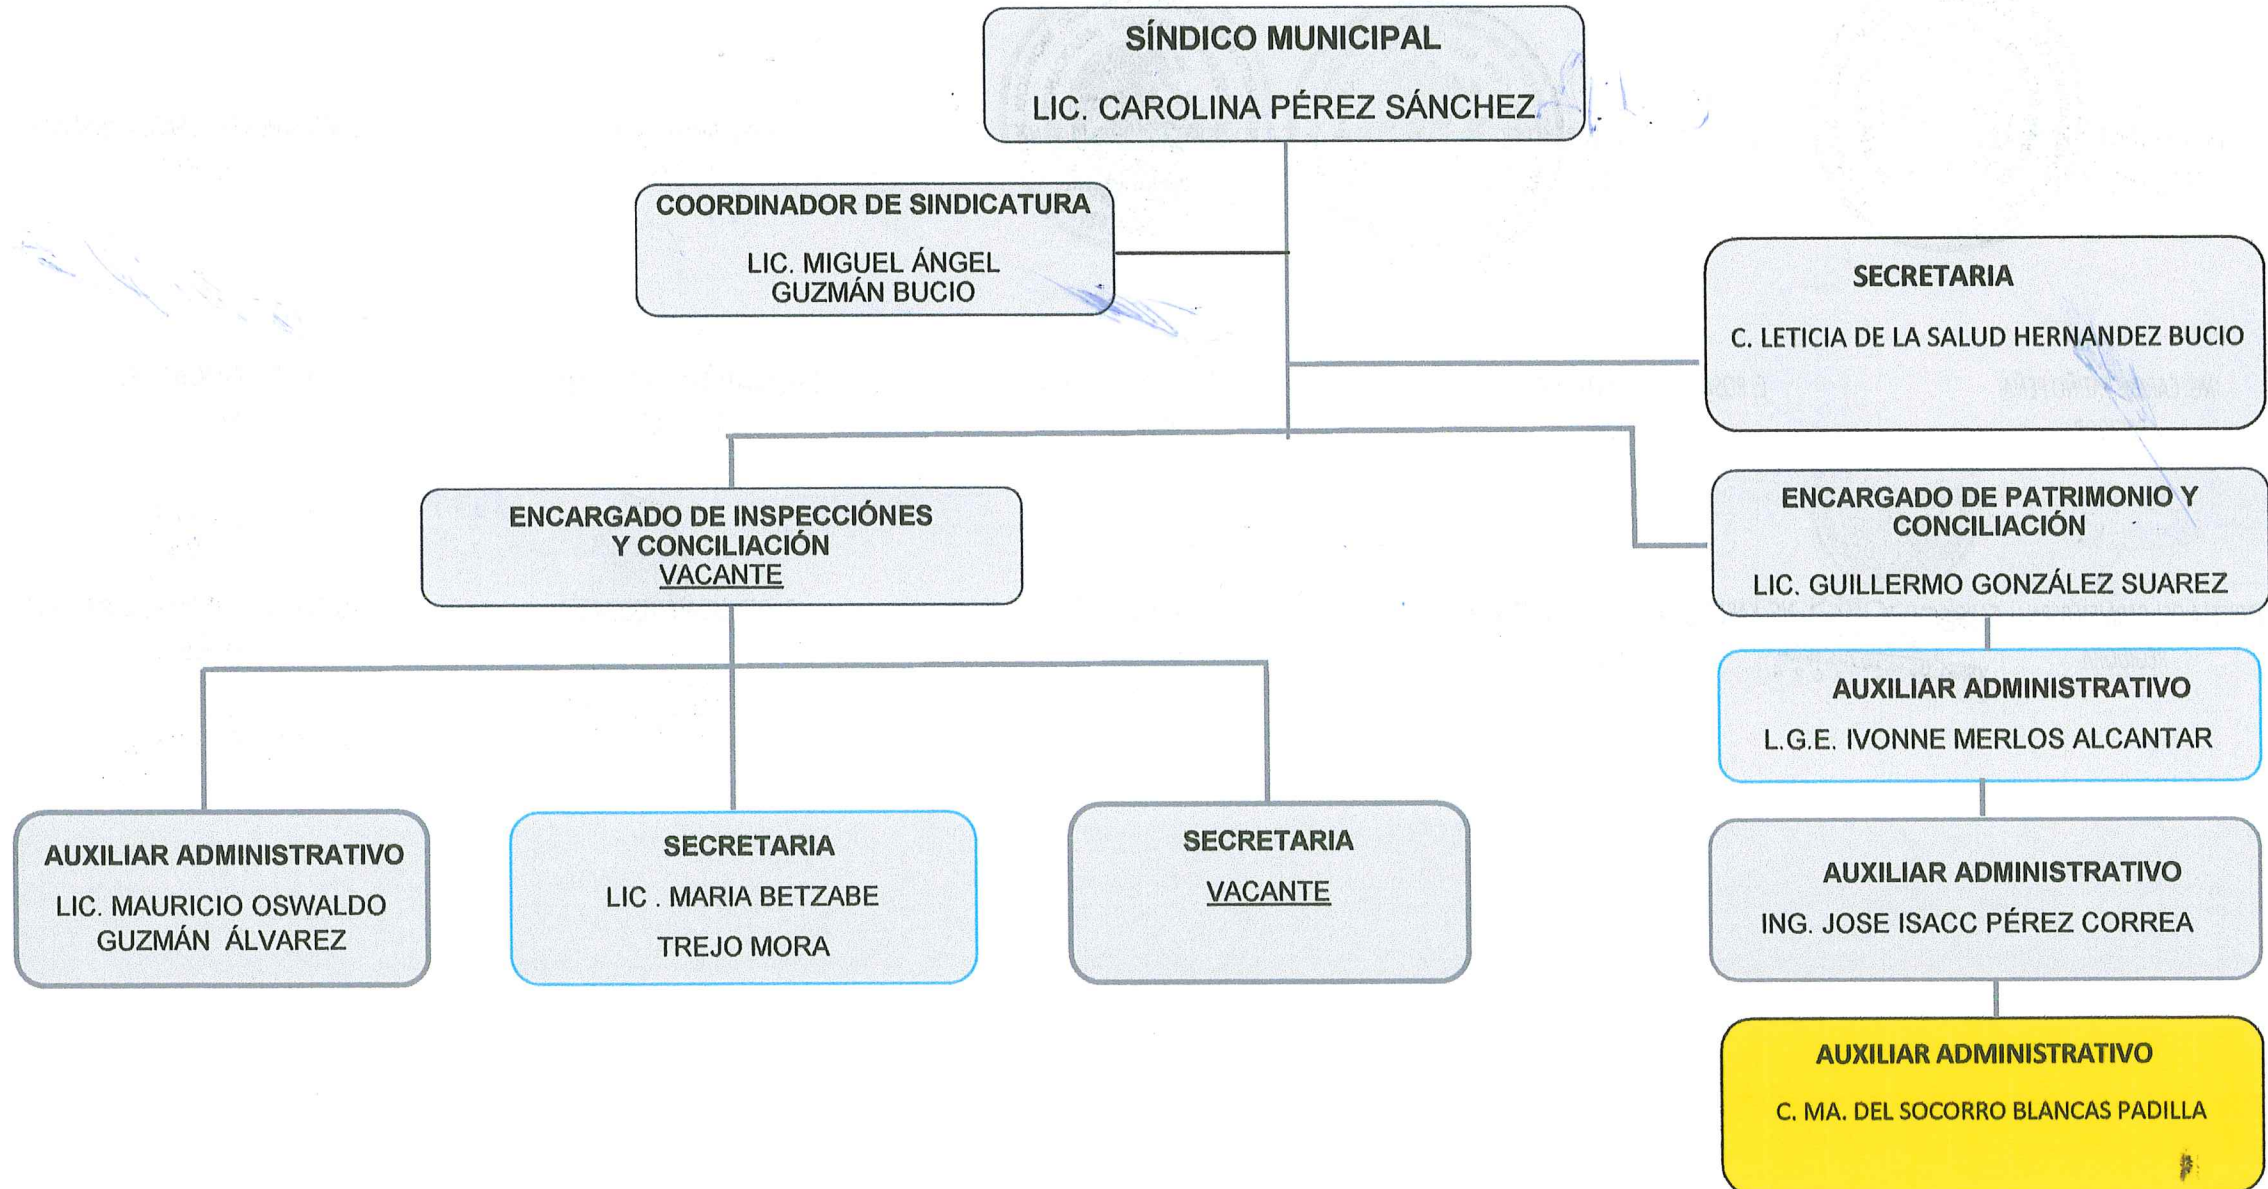 SÍNDICO MUNICIPAL
LIC. CAROLINA PÉREZ SÁNCHEZ
COORDINADOR DE SINDICATURA
LIC. MIGUEL ÁNGEL
GUZMÁN BUCIO
SECRETARIA
C. LETICIA DE LA SALUD HERNANDEZ BUCIO
ENCARGADO DE INSPECCIÓNES
Y CONCILIACIÓN
VACANTE
ENCARGADO DE PATRIMONIO Y
CONCILIACIÓN
LIC. GUILLERMO GONZÁLEZ SUAREZ
AUXILIAR ADMINISTRATIVO
L.G.E. IVONNE MERLOS ALCANTAR
AUXILIAR ADMINISTRATIVO
LIC. MAURICIO OSWALDO
GUZMÁN ÁLVAREZ
SECRETARIA
LIC . MARIA BETZABE
TREJO MORA
SECRETARIA
VACANTE
AUXILIAR ADMINISTRATIVO
ING. JOSE ISACC PÉREZ CORREA
AUXILIAR ADMINISTRATIVO
C. MA. DEL SOCORRO BLANCAS PADILLA